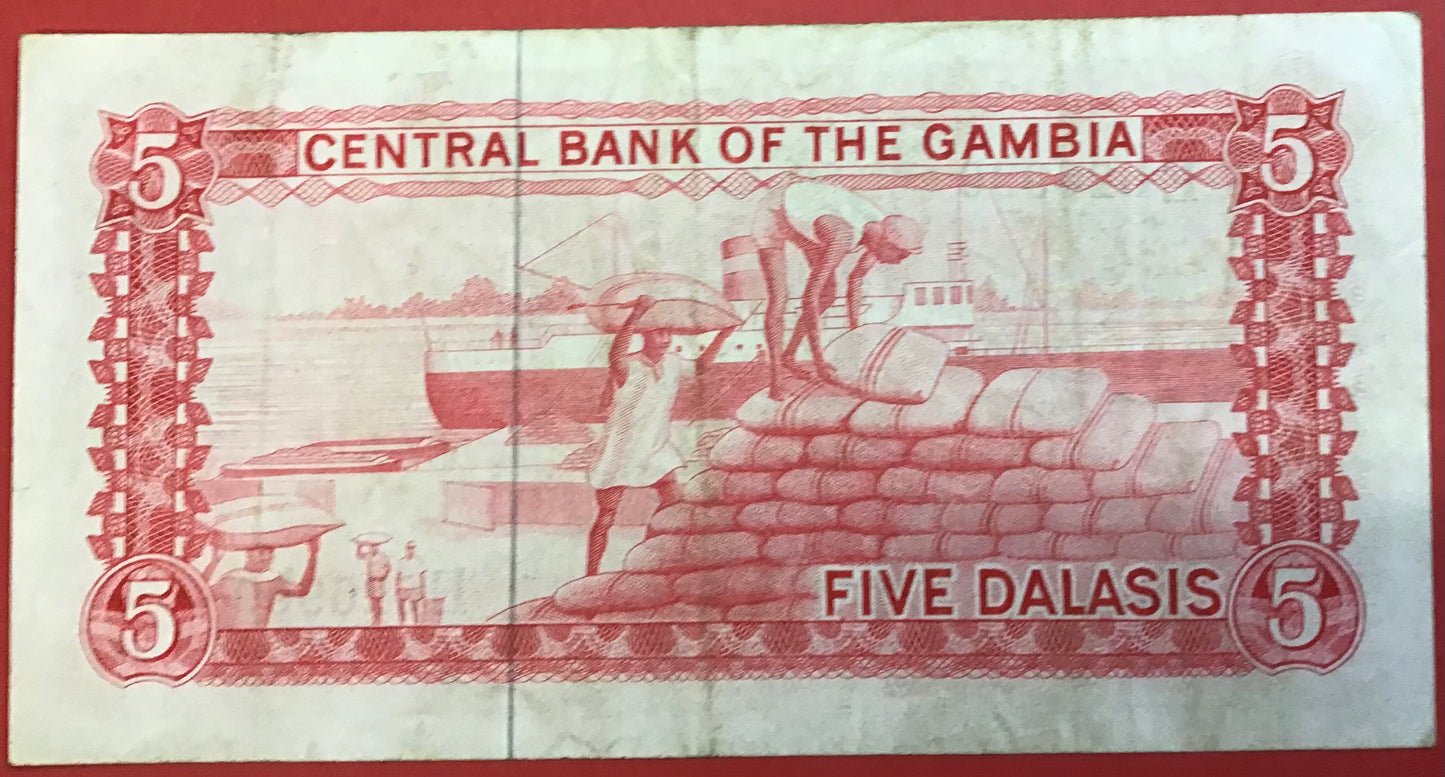 5 CENTRAL BANK OF THE GAMBIA 5
FIVE DALASIS
5 5